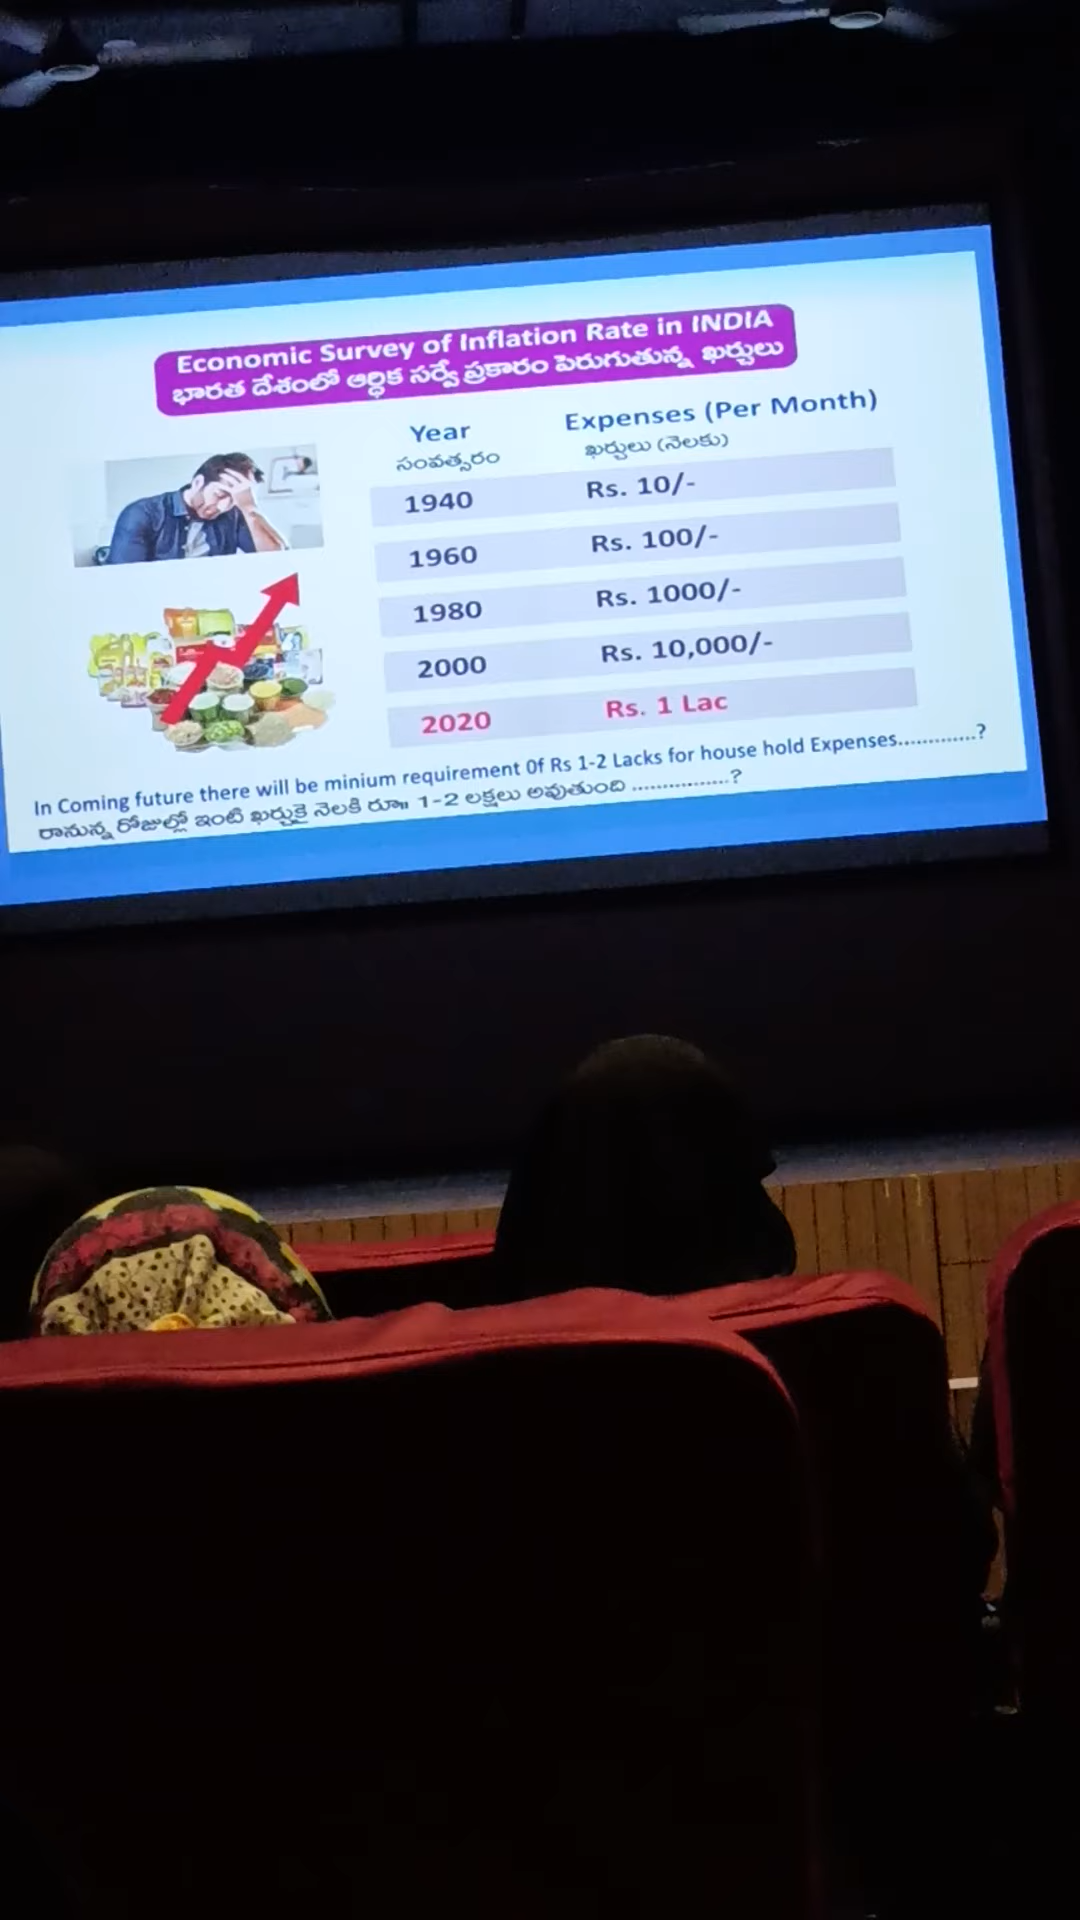 Economic Survey of Inflation Rate in INDIA
భారత దేశంలో ఆర్ధిక సర్వే ప్రకారం పెరుగుతున్న ఖర్చులు
Year Expenses (Per Month)
సంవత్సరం ఖర్చులు (నెలకు)
1940 Rs. 10/-
1960 Rs. 100/-
1980 Rs. 1000/-
2000 Rs. 10,000/-
2020 Rs. 1 Lac
In Coming future there will be minium requirement Of Rs 1-2 Lacks for house hold Expenses.............?
రానున్న రోజుల్లో ఇంటి ఖర్చుకై నెలకి రూ॥ 1-2 లక్షలు అవుతుంది ................?